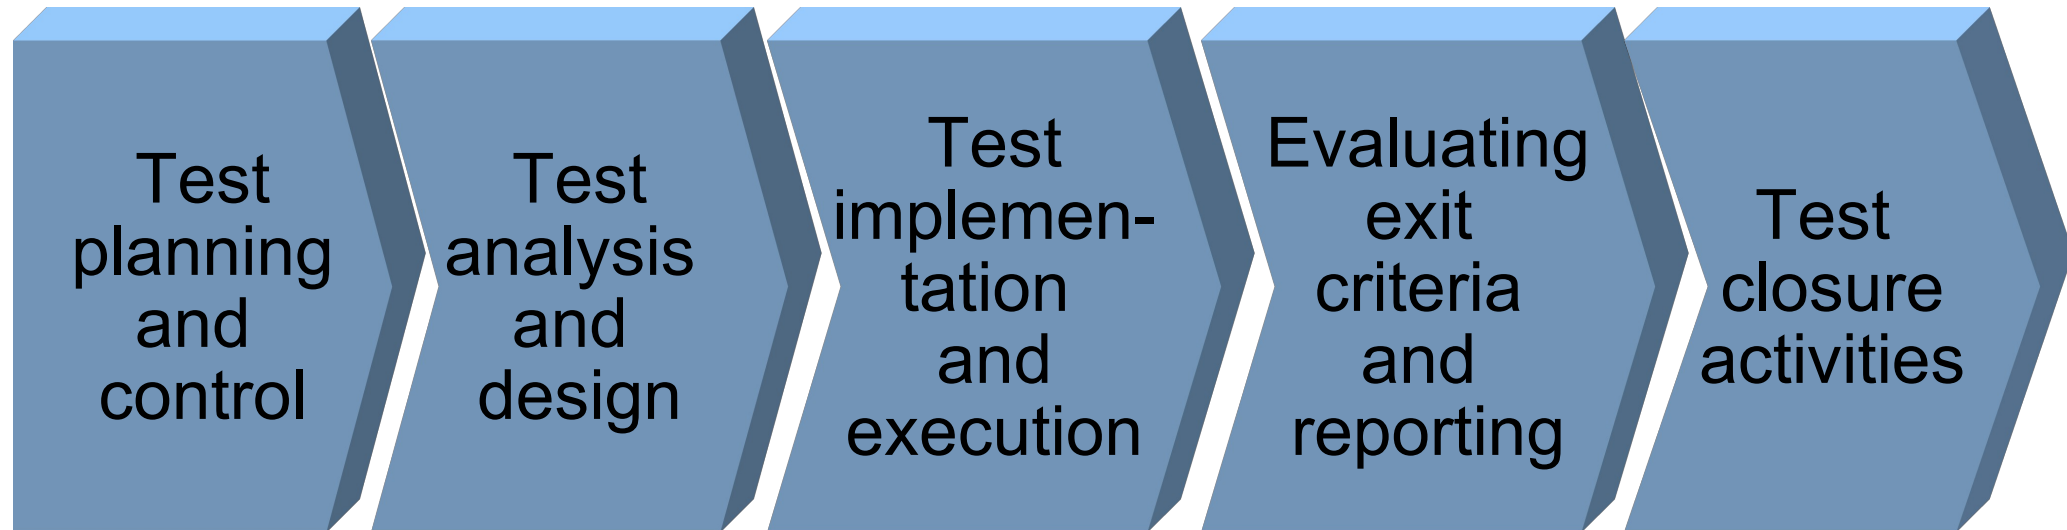 Test
planning
and
control
Test
analysis
and
design
Test
implemen-
tation
and
execution
Evaluating
exit
criteria
and
reporting
Test
closure
activities